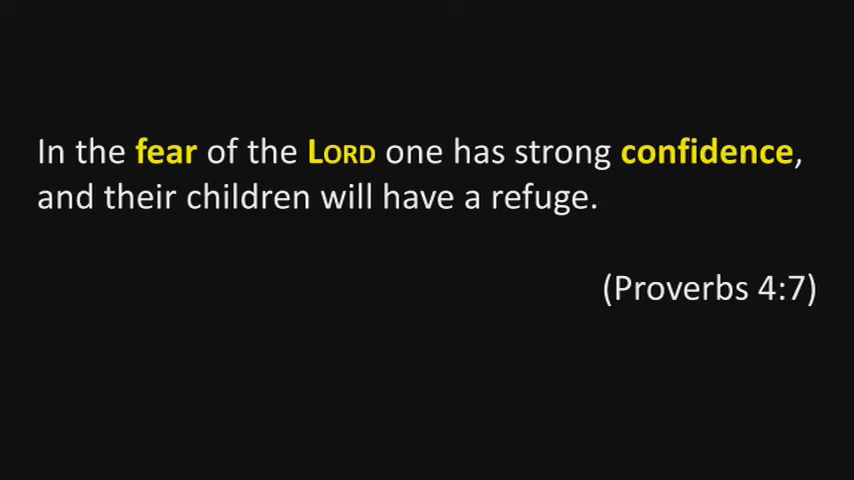 In the fear of the LORD one has strong confidence,
and their children will have a refuge.
(Proverbs 4:7)